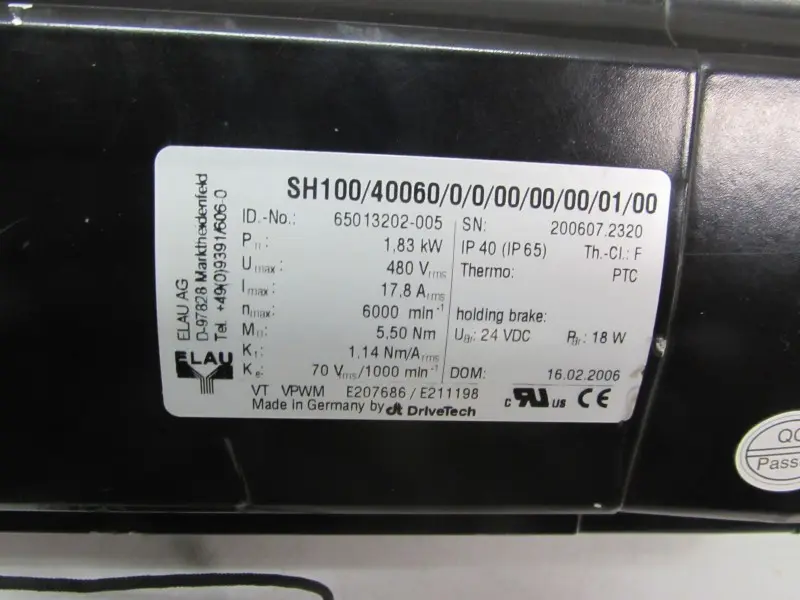 SH100/40060/0/0/00/00/00/01/00
ID.-No.: 65013202-005
SN: 200607.2320
Pn: 1,83 kW
IP 40 (IP 65) Th.-Cl.: F
Umax: 480 Vrms
Thermo: PTC
Imax: 17,8 Arms
nmax: 6000 min-1
holding brake:
M0: 5,50 Nm
UBr: 24 VDC PBr: 18 W
KT: 1,14 Nm/Arms
Ke: 70 Vrms/1000 min-1
DOM: 16.02.2006
VT VPWM E207686 / E211198
Made in Germany by dt DriveTech
c RU us CE
ELAU AG
D-97828 Marktheidenfeld
Tel. +49(0)9391/606-0
ELAU
QC
Pass